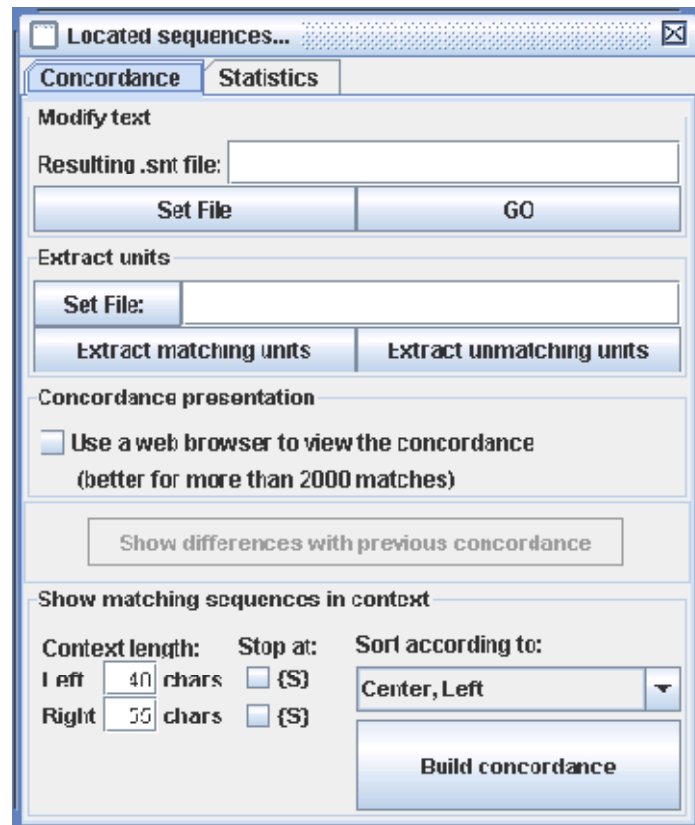 Located sequences...
Concordance Statistics
Modify text
Resulting .snt file:
Set File GO
Extract units
Set File:
Extract matching units Extract unmatching units
Concordance presentation
Use a web browser to view the concordance
(better for more than 2000 matches)
Show differences with previous concordance
Show matching sequences in context
Context length: Stop at: Sort according to:
Left 40 chars {S} Center, Left
Right 55 chars {S}
Build concordance